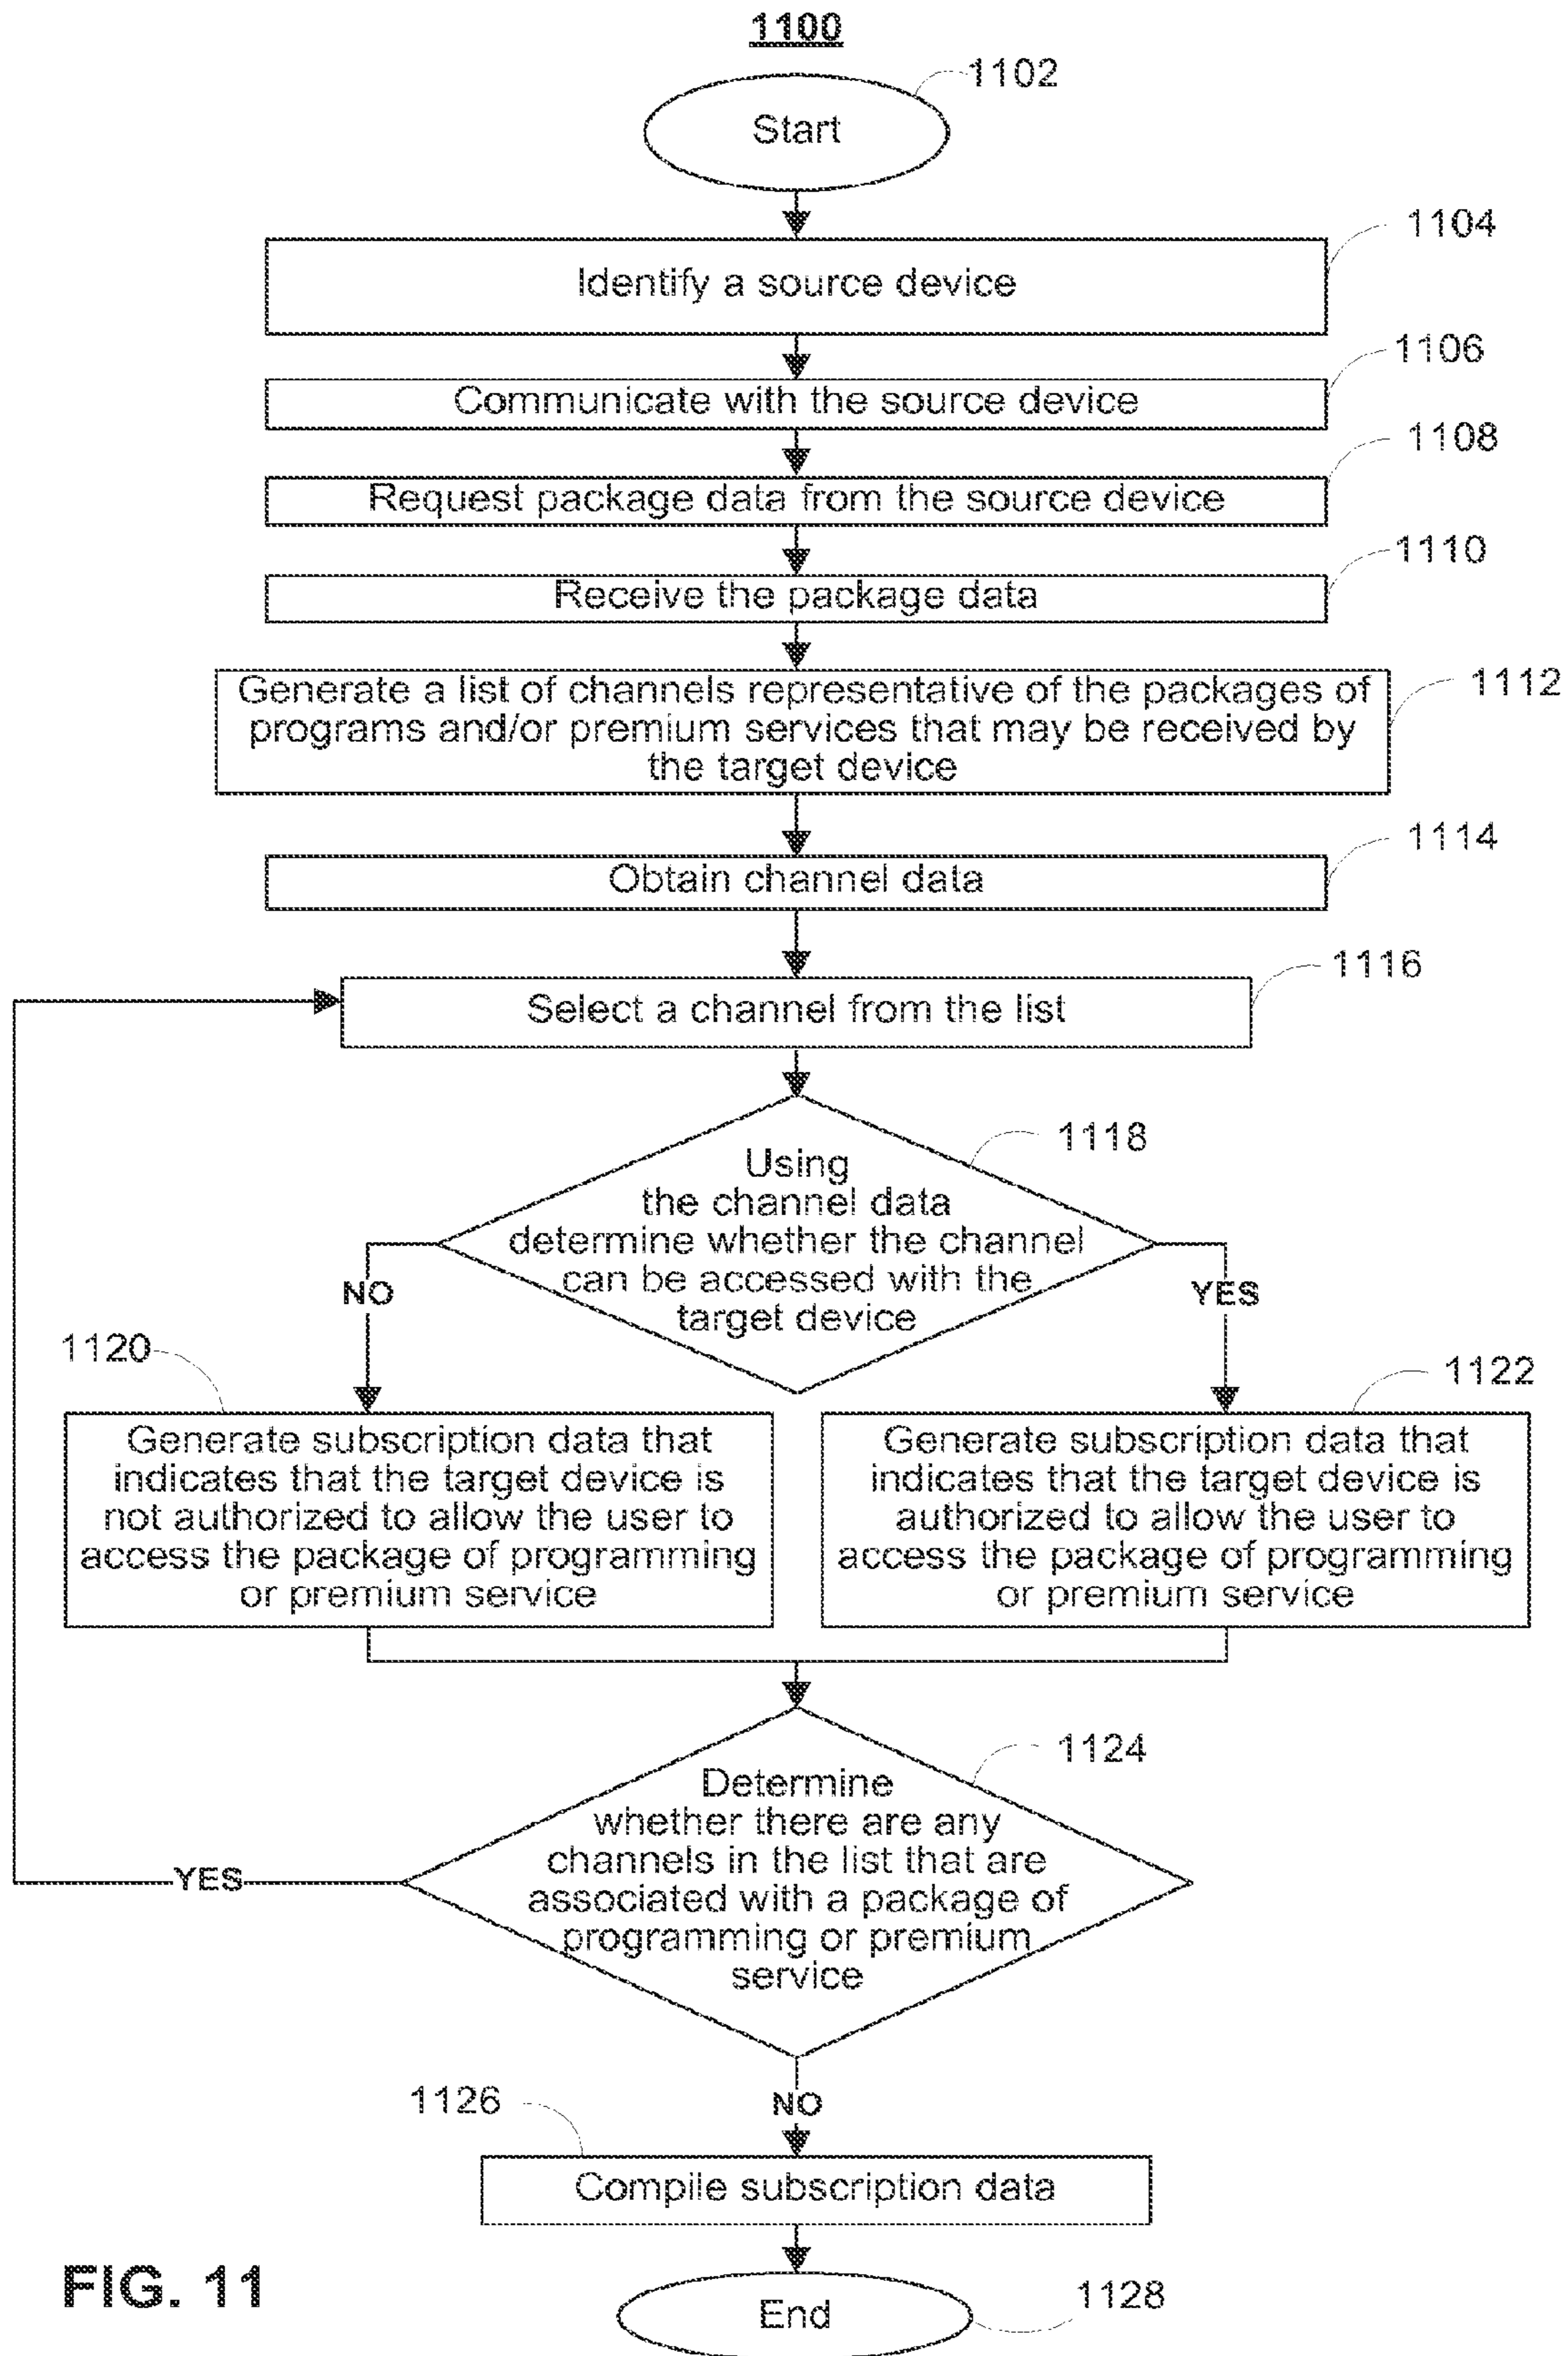 1100
1102
Start
1104
Identify a source device
1106
Communicate with the source device
1108
Request package data from the source device
1110
Receive the package data
1112
Generate a list of channels representative of the packages of
programs and/or premium services that may be received by
the target device
1114
Obtain channel data
1116
Select a channel from the list
1118
Using
the channel data
determine whether the channel
can be accessed with the
target device
NO
YES
1120
1122
Generate subscription data that
indicates that the target device is
not authorized to allow the user to
access the package of programming
or premium service
Generate subscription data that
indicates that the target device is
authorized to allow the user to
access the package of programming
or premium service
1124
Determine
whether there are any
channels in the list that are
associated with a package of
programming or premium
service
YES
NO
1126
Compile subscription data
FIG. 11
End
1128